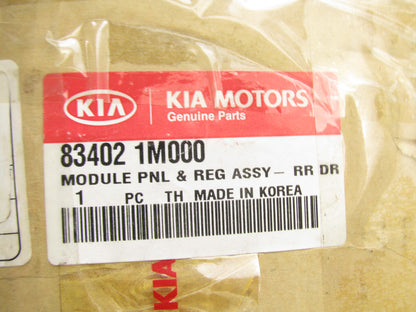 KIA
KIA MOTORS
Genuine Parts
83402 1M000
MODULE PNL & REG ASSY- RR DR
1 PC TH MADE IN KOREA
KIA